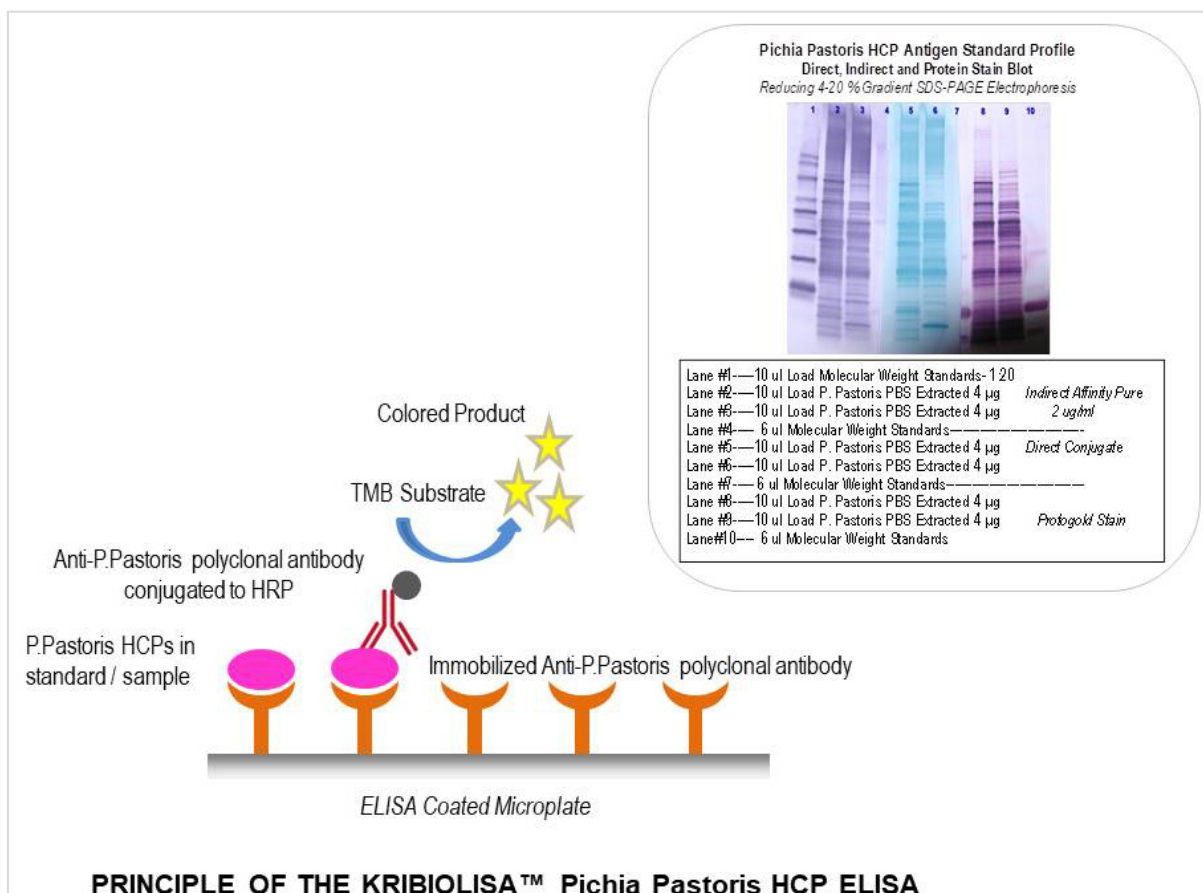 Pichia Pastoris HCP Antigen Standard Profile
Direct, Indirect and Protein Stain Blot
Reducing 4-20 % Gradient SDS-PAGE Electrophoresis
1 2 3 4 5 6 7 8 9 10
Lane #1-----10 ul Load Molecular Weight Standards- 1:20
Lane #2-----10 ul Load P. Pastoris PBS Extracted 4 µg Indirect Affinity Pure
Lane #3-----10 ul Load P. Pastoris PBS Extracted 4 µg 2 ug/ml
Lane #4----- 6 ul Molecular Weight Standards------------------------------
Lane #5-----10 ul Load P. Pastoris PBS Extracted 4 µg Direct Conjugate
Lane #6-----10 ul Load P. Pastoris PBS Extracted 4 µg
Lane #7----- 6 ul Molecular Weight Standards------------------------------
Lane #8-----10 ul Load P. Pastoris PBS Extracted 4 µg
Lane #9-----10 ul Load P. Pastoris PBS Extracted 4 µg Protogold Stain
Lane#10---- 6 ul Molecular Weight Standards
Colored Product
TMB Substrate
Anti-P.Pastoris polyclonal antibody
conjugated to HRP
P.Pastoris HCPs in
standard / sample
Immobilized Anti-P.Pastoris polyclonal antibody
ELISA Coated Microplate
PRINCIPLE OF THE KRIBIOLISA™ Pichia Pastoris HCP ELISA